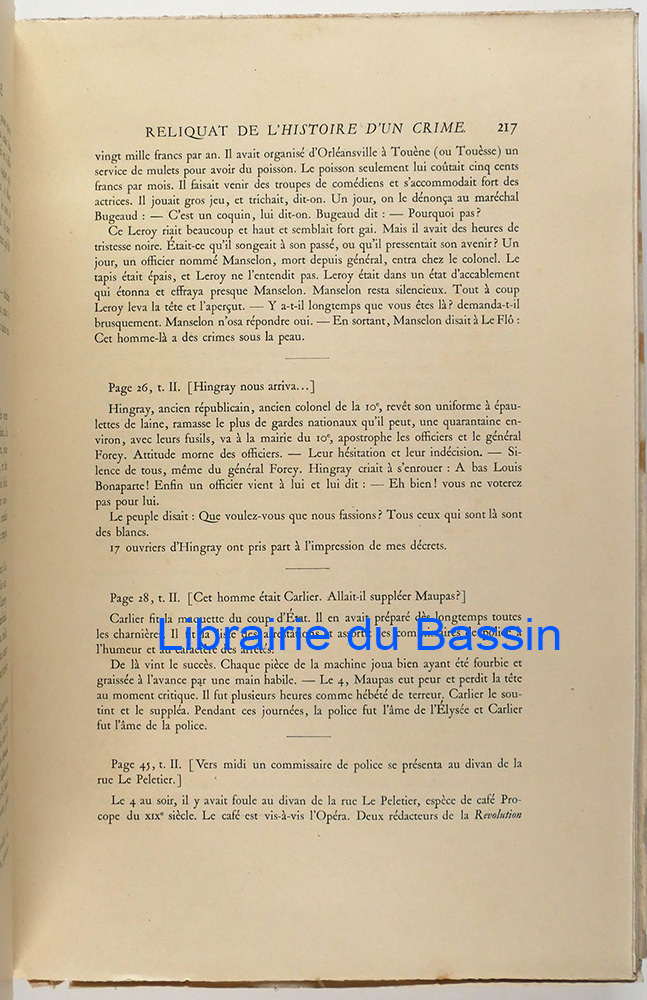 RELIQUAT DE L'HISTOIRE D'UN CRIME. 217
vingt mille francs par an. Il avait organisé d'Orléansville à Touène (ou Touèsse) un
service de mulets pour avoir du poisson. Le poisson seulement lui coûtait cinq cents
francs par mois. Il faisait venir des troupes de comédiens et s'accommodait fort des
actrices. Il jouait gros jeu, et trichait, dit-on. Un jour, on le dénonça au maréchal
Bugeaud : — C'est un coquin, lui dit-on. Bugeaud dit : — Pourquoi pas?
Ce Leroy riait beaucoup et haut et semblait fort gai. Mais il avait des heures de
tristesse noire. Était-ce qu'il songeait à son passé, ou qu'il pressentait son avenir? Un
jour, un officier nommé Manselon, mort depuis général, entra chez le colonel. Le
tapis était épais, et Leroy ne l'entendit pas. Leroy était dans un état d'accablement
qui étonna et effraya presque Manselon. Manselon resta silencieux. Tout à coup
Leroy leva la tête et l'aperçut. — Y a-t-il longtemps que vous êtes là? demanda-t-il
brusquement. Manselon n'osa répondre oui. — En sortant, Manselon disait à Le Flô :
Cet homme-là a des crimes sous la peau.
Page 26, t. II. [Hingray nous arriva...]
Hingray, ancien républicain, ancien colonel de la 10e, revêt son uniforme à épau-
lettes de laine, ramasse le plus de gardes nationaux qu'il peut, une quarantaine en-
viron, avec leurs fusils, va à la mairie du 10e, apostrophe les officiers et le général
Forey. Attitude morne des officiers. — Leur hésitation et leur indécision. — Si-
lence de tous, même du général Forey. Hingray criait à s'enrouer : A bas Louis
Bonaparte! Enfin un officier vient à lui et lui dit : — Eh bien! vous ne voterez
pas pour lui.
Le peuple disait : Que voulez-vous que nous fassions? Tous ceux qui sont là sont
des blancs.
17 ouvriers d'Hingray ont pris part à l'impression de mes décrets.
Page 28, t. II. [Cet homme était Carlier. Allait-il suppléer Maupas?]
Carlier fit la maquette du coup d'État. Il en avait préparé dès longtemps toutes
les charnières. Il fit la liste des arrestations et assortit les commissaires de police à
l'humeur et au caractère des arrêtés.
Librairie du Bassin
De là vint le succès. Chaque pièce de la machine joua bien ayant été fourbie et
graissée à l'avance par une main habile. — Le 4, Maupas eut peur et perdit la tête
au moment critique. Il fut plusieurs heures comme hébété de terreur. Carlier le sou-
tint et le suppléa. Pendant ces journées, la police fut l'âme de l'Élysée et Carlier
fut l'âme de la police.
Page 45, t. II. [Vers midi un commissaire de police se présenta au divan de la
rue Le Peletier.]
Le 4 au soir, il y avait foule au divan de la rue Le Peletier, espèce de café Pro-
cope du XIXe siècle. Le café est vis-à-vis l'Opéra. Deux rédacteurs de la Revolution